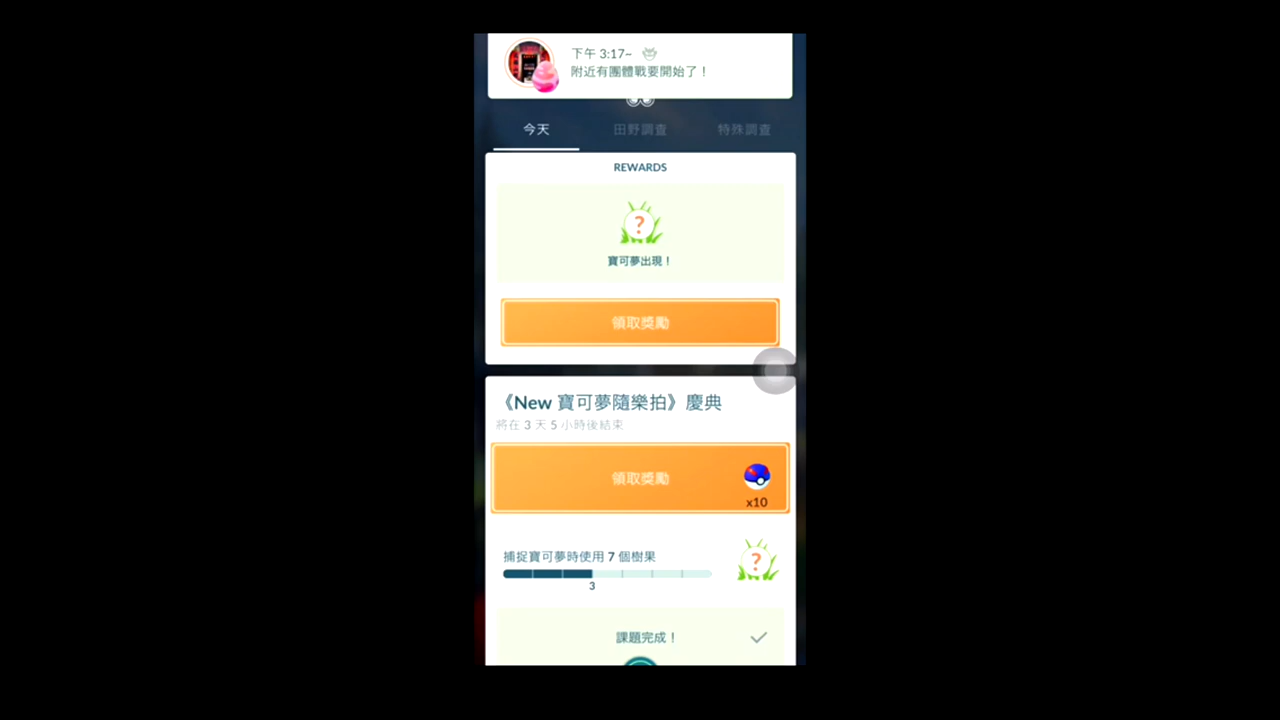 下午 3:17~
附近有團體戰要開始了！
今天
田野調查
特殊調查
REWARDS
?
寶可夢出現！
領取獎勵
《New 寶可夢隨樂拍》慶典
將在 3 天 5 小時後結束
領取獎勵
x10
捕捉寶可夢時使用 7 個樹果
?
3
課題完成！